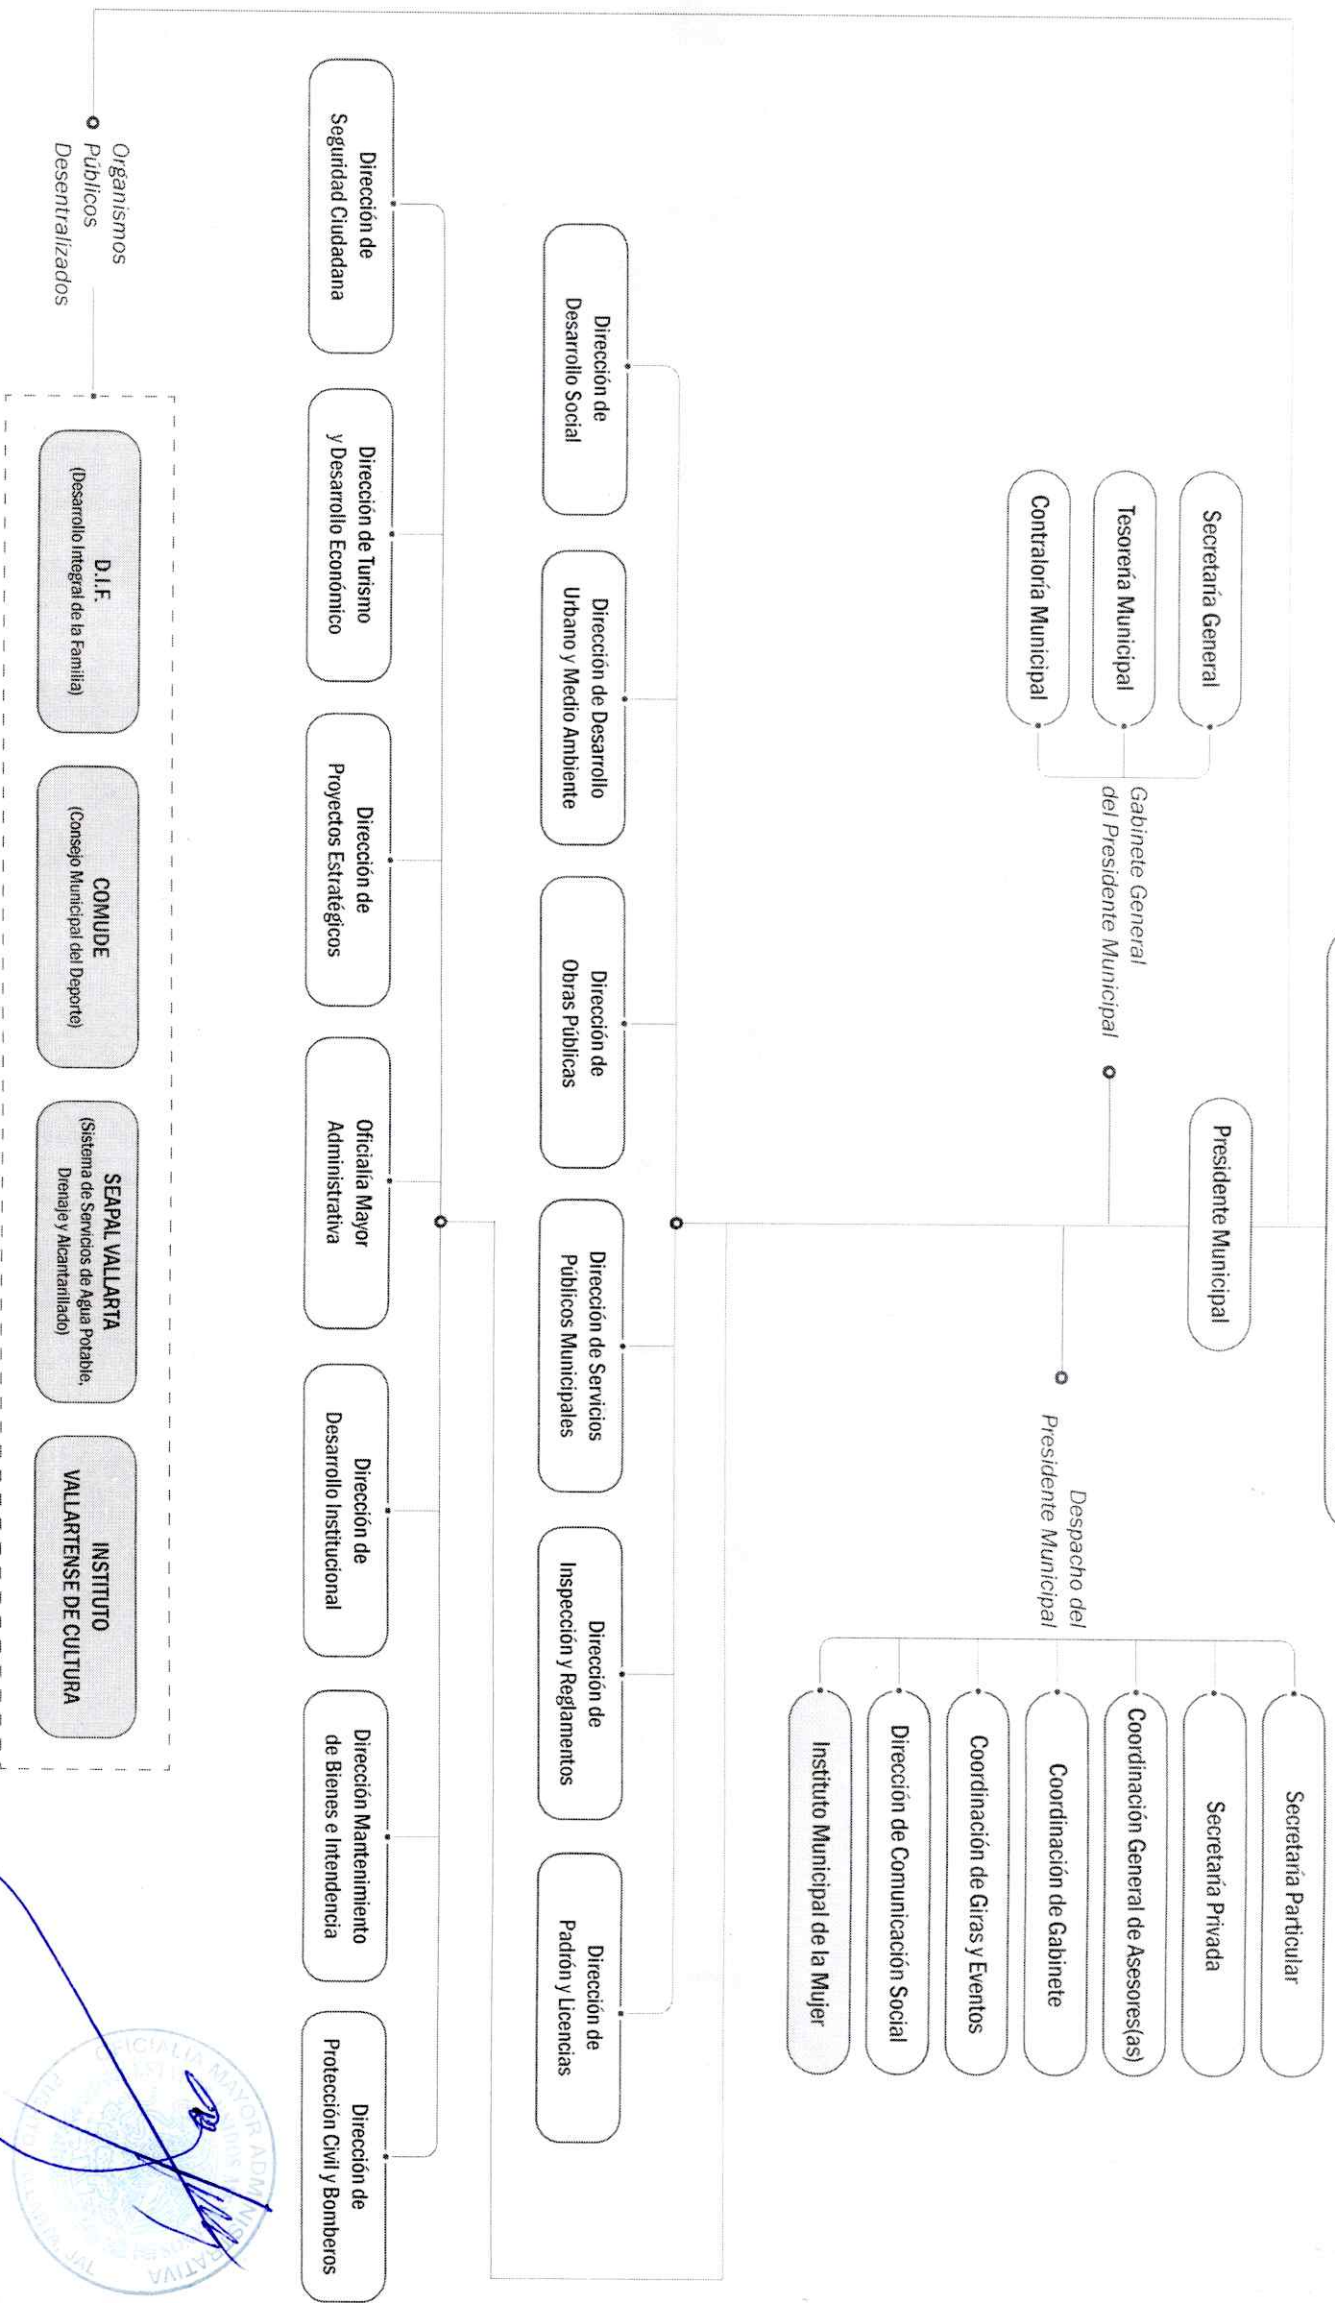 Presidente Municipal
Gabinete General
del Presidente Municipal
Secretaría General
Tesorería Municipal
Contraloría Municipal
Despacho del
Presidente Municipal
Secretaría Particular
Secretaría Privada
Coordinación General de Asesores(as)
Coordinación de Gabinete
Coordinación de Giras y Eventos
Dirección de Comunicación Social
Instituto Municipal de la Mujer
Dirección de
Desarrollo Social
Dirección de Desarrollo
Urbano y Medio Ambiente
Dirección de
Obras Públicas
Dirección de Servicios
Públicos Municipales
Dirección de
Inspección y Reglamentos
Dirección de
Padrón y Licencias
Dirección de
Seguridad Ciudadana
Dirección de Turismo
y Desarrollo Económico
Dirección de
Proyectos Estratégicos
Oficialía Mayor
Administrativa
Dirección de
Desarrollo Institucional
Dirección Mantenimiento
de Bienes e Intendencia
Dirección de
Protección Civil y Bomberos
Organismos
Públicos
Desentralizados
D.I.F.
(Desarrollo Integral de la Familia)
COMUDE
(Consejo Municipal del Deporte)
SEAPAL VALLARTA
(Sistema de Servicios de Agua Potable,
Drenaje y Alcantarillado)
INSTITUTO
VALLARTENSE DE CULTURA
OFICIALIA MAYOR ADMINISTRATIVA